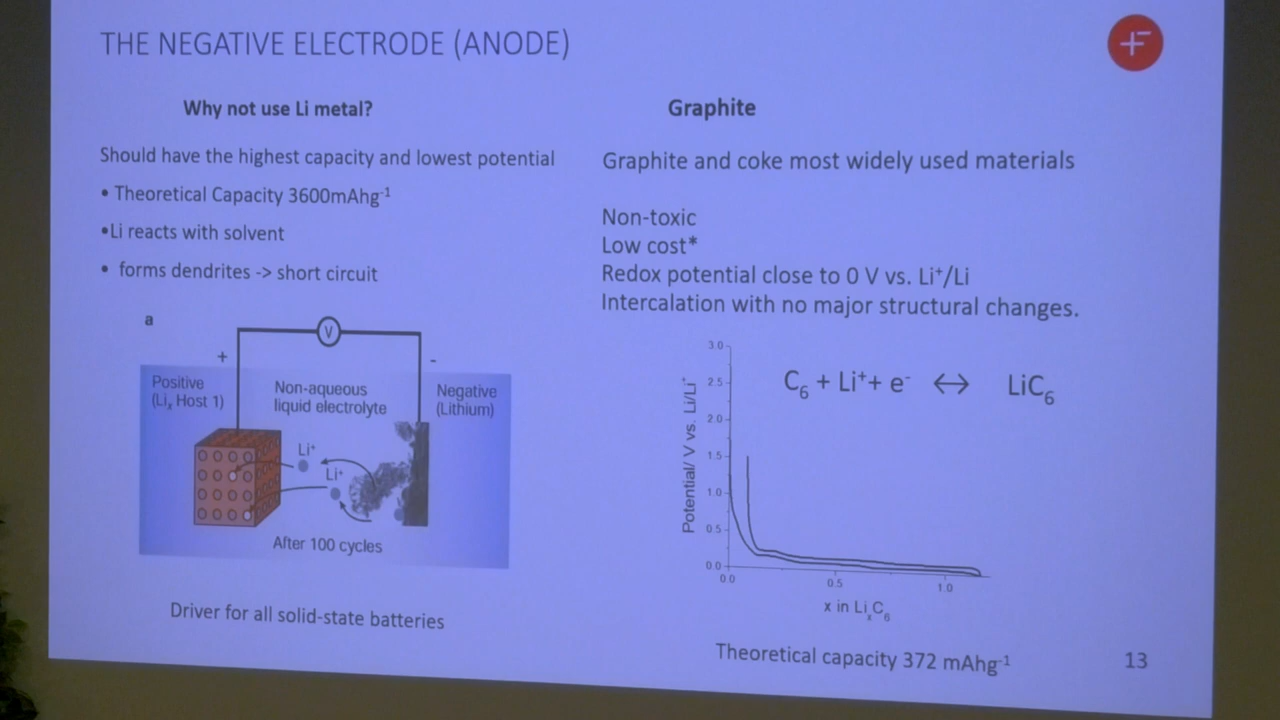 THE NEGATIVE ELECTRODE (ANODE)
Why not use Li metal?
Should have the highest capacity and lowest potential
• Theoretical Capacity 3600mAhg⁻¹
•Li reacts with solvent
• forms dendrites -> short circuit
a
V
+
-
Positive
(Liₓ Host 1)
Non-aqueous
liquid electrolyte
Negative
(Lithium)
Li⁺
Li⁺
After 100 cycles
Driver for all solid-state batteries
Graphite
Graphite and coke most widely used materials
Non-toxic
Low cost*
Redox potential close to 0 V vs. Li⁺/Li
Intercalation with no major structural changes.
C₆ + Li⁺+ e⁻ ↔ LiC₆
Potential/ V vs. Li/Li⁺
3.0
2.5
2.0
1.5
1.0
0.5
0.0
0.0 0.5 1.0
x in LiₓC₆
Theoretical capacity 372 mAhg⁻¹
13